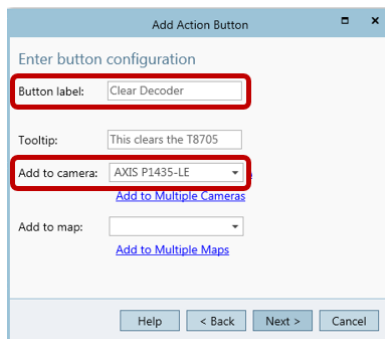 Add Action Button
Enter button configuration
Button label: Clear Decoder
Tooltip: This clears the T8705
Add to camera: AXIS P1435-LE
Add to Multiple Cameras
Add to map:
Add to Multiple Maps
Help < Back Next > Cancel